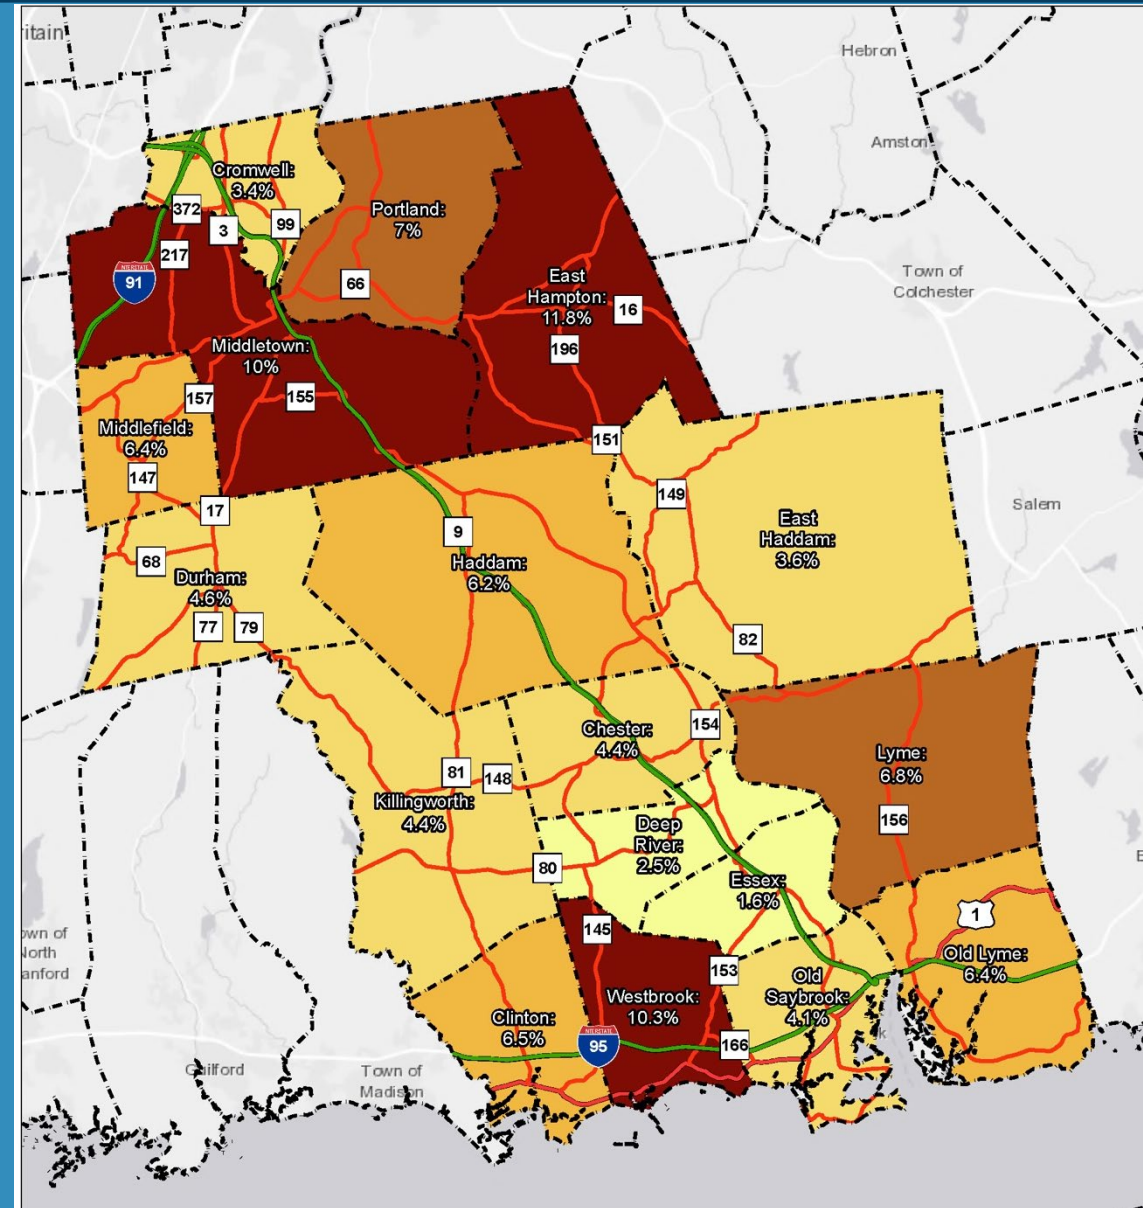 itain
Hebron
Amston
Cromwell:
3.4%
372
3
99
217
Portland:
7%
INTERSTATE
91
66
East
Hampton:
11.8%
16
Town of
Colchester
196
Middletown:
10%
155
157
Middlefield:
6.4%
147
151
149
17
Salem
9
East
Haddam:
3.6%
68
Haddam:
6.2%
Durham:
4.6%
77
79
82
Chester:
4.4%
154
Lyme:
6.8%
81
148
Killingworth:
4.4%
156
Deep
River:
2.5%
80
Essex:
1.6%
E
1
own of
North
anford
145
153
Old Lyme:
6.4%
Old
Saybrook:
4.1%
k
Westbrook:
10.3%
Clinton:
6.5%
INTERSTATE
95
166
Guilford
Town of
Madison